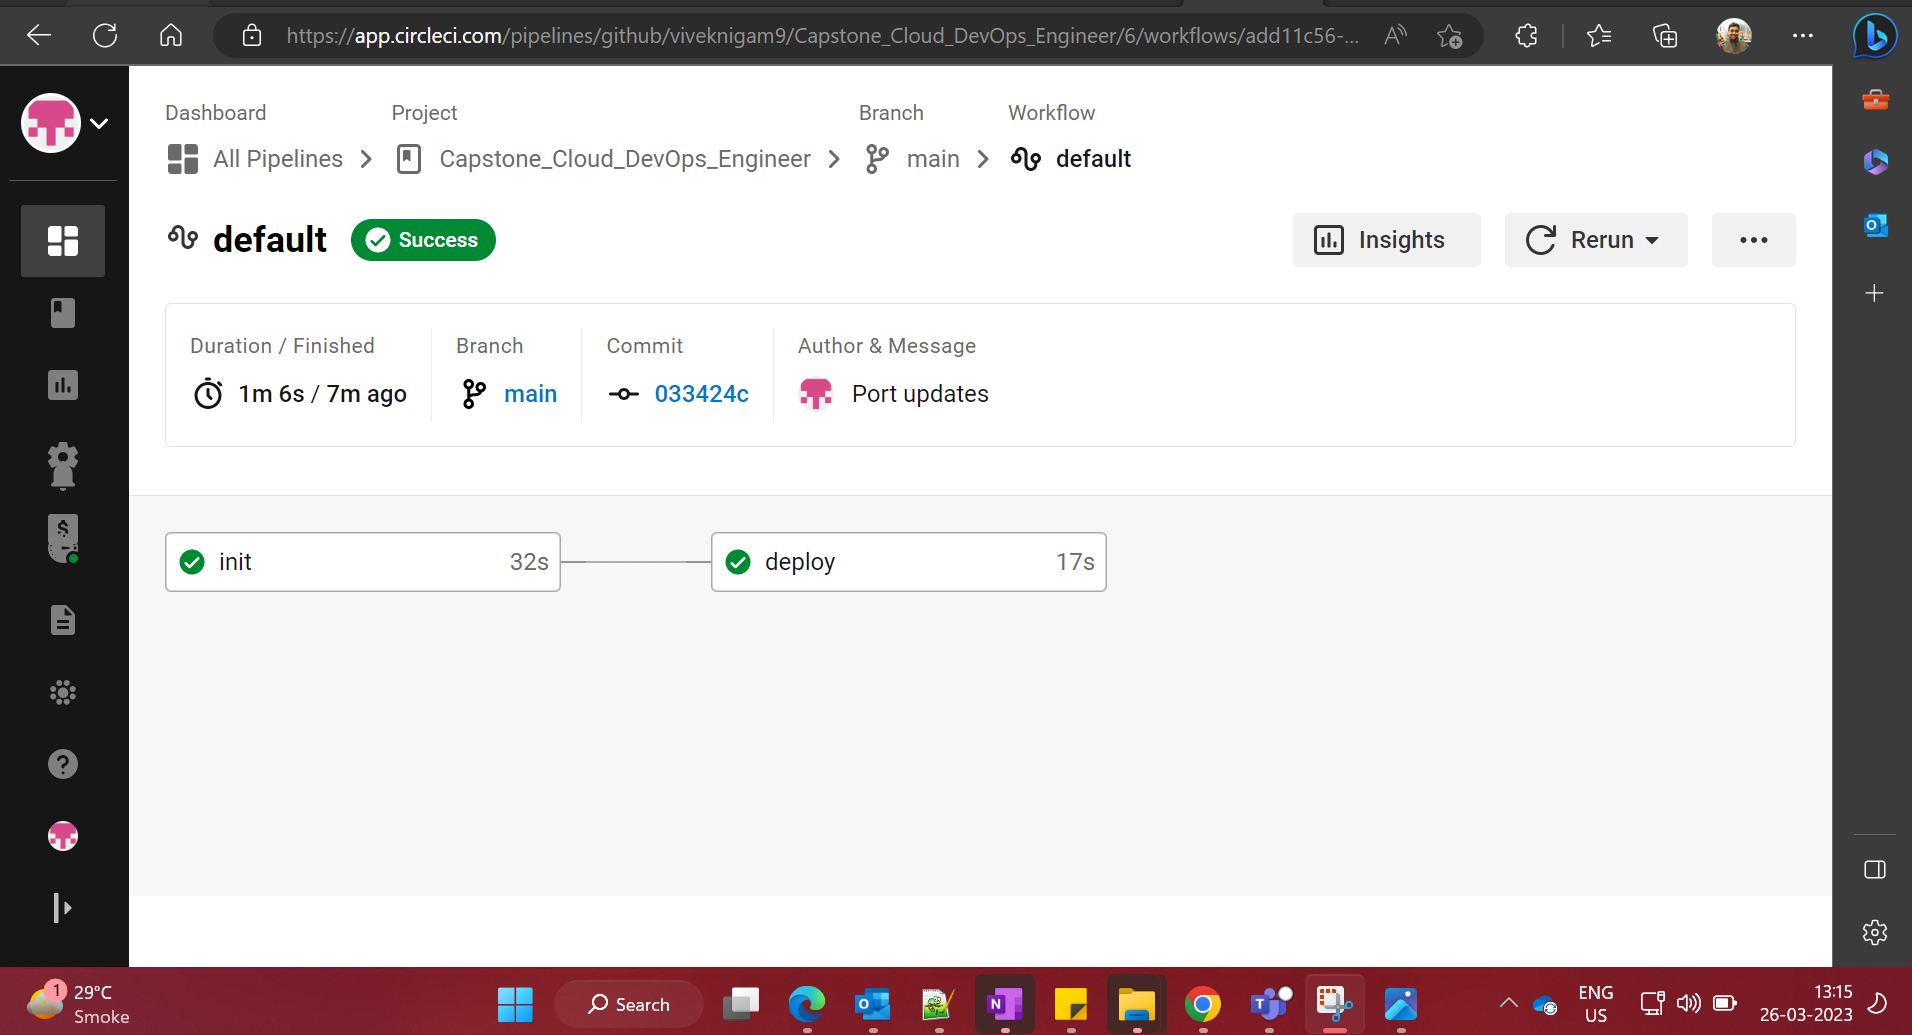 https://app.circleci.com/pipelines/github/viveknigam9/Capstone_Cloud_DevOps_Engineer/6/workflows/add11c56-...
Dashboard Project Branch Workflow
All Pipelines Capstone_Cloud_DevOps_Engineer main default
default Success Insights Rerun
Duration / Finished Branch Commit Author & Message
1m 6s / 7m ago main 033424c Port updates
init 32s deploy 17s
1 29°C
Smoke
Search
ENG
US
13:15
26-03-2023